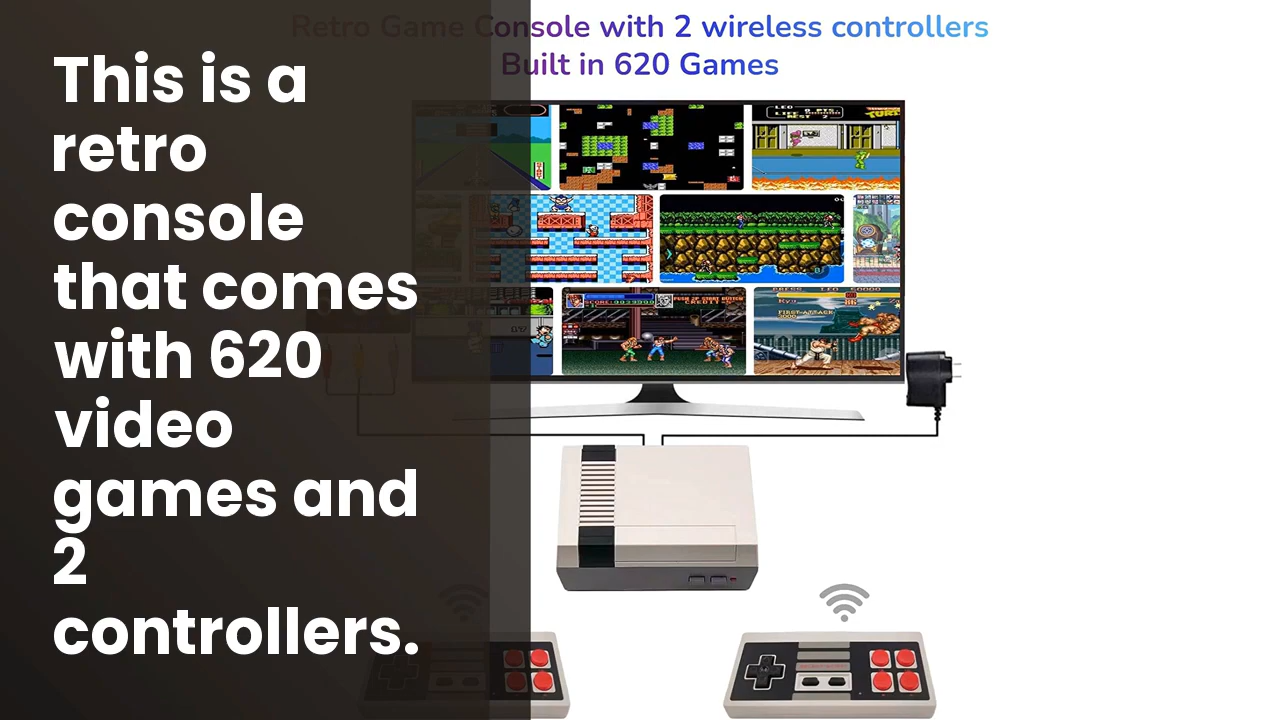 Retro Game Console with 2 wireless controllers
Built in 620 Games
This is a
retro
console
that comes
with 620
video
games and
2
controllers.